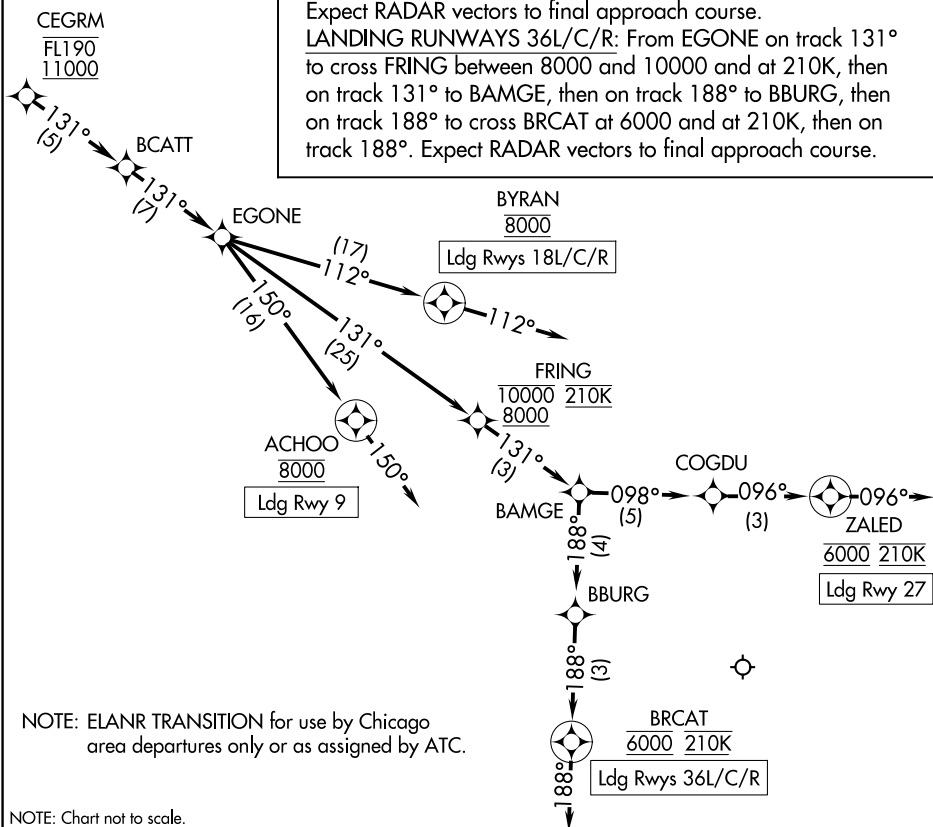 Expect RADAR vectors to final approach course.
LANDING RUNWAYS 36L/C/R: From EGONE on track 131°
to cross FRING between 8000 and 10000 and at 210K, then
on track 131° to BAMGE, then on track 188° to BBURG, then
on track 188° to cross BRCAT at 6000 and at 210K, then on
track 188°. Expect RADAR vectors to final approach course.
CEGRM
FL190
11000
131°
(5)
BCATT
131°
(7)
EGONE
BYRAN
8000
Ldg Rwys 18L/C/R
(17)
112°
112°
150°
(16)
131°
(25)
FRING
10000 210K
8000
ACHOO
8000
Ldg Rwy 9
150°
131°
(3)
BAMGE
098°
(5)
COGDU
096°
(3)
096°
ZALED
6000 210K
Ldg Rwy 27
188°
(4)
BBURG
188°
(3)
BRCAT
6000 210K
Ldg Rwys 36L/C/R
188°
NOTE: ELANR TRANSITION for use by Chicago
area departures only or as assigned by ATC.
NOTE: Chart not to scale.